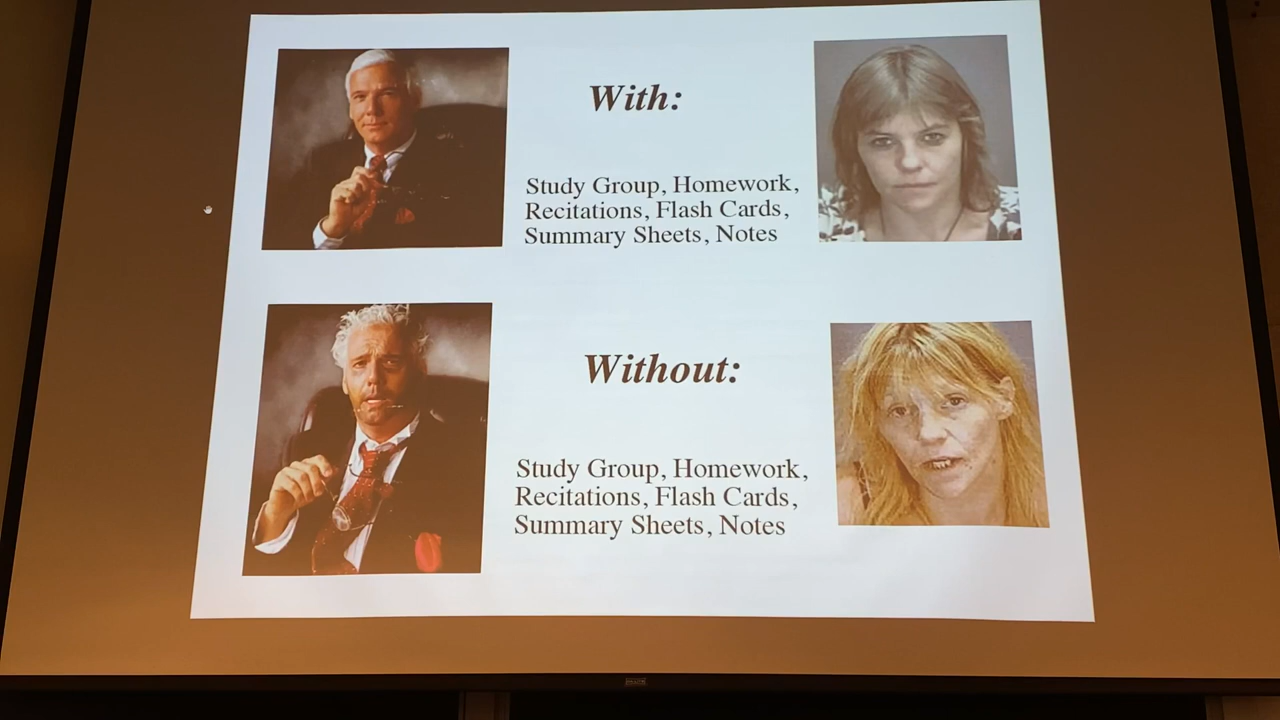 With:
Study Group, Homework,
Recitations, Flash Cards,
Summary Sheets, Notes
Without:
Study Group, Homework,
Recitations, Flash Cards,
Summary Sheets, Notes